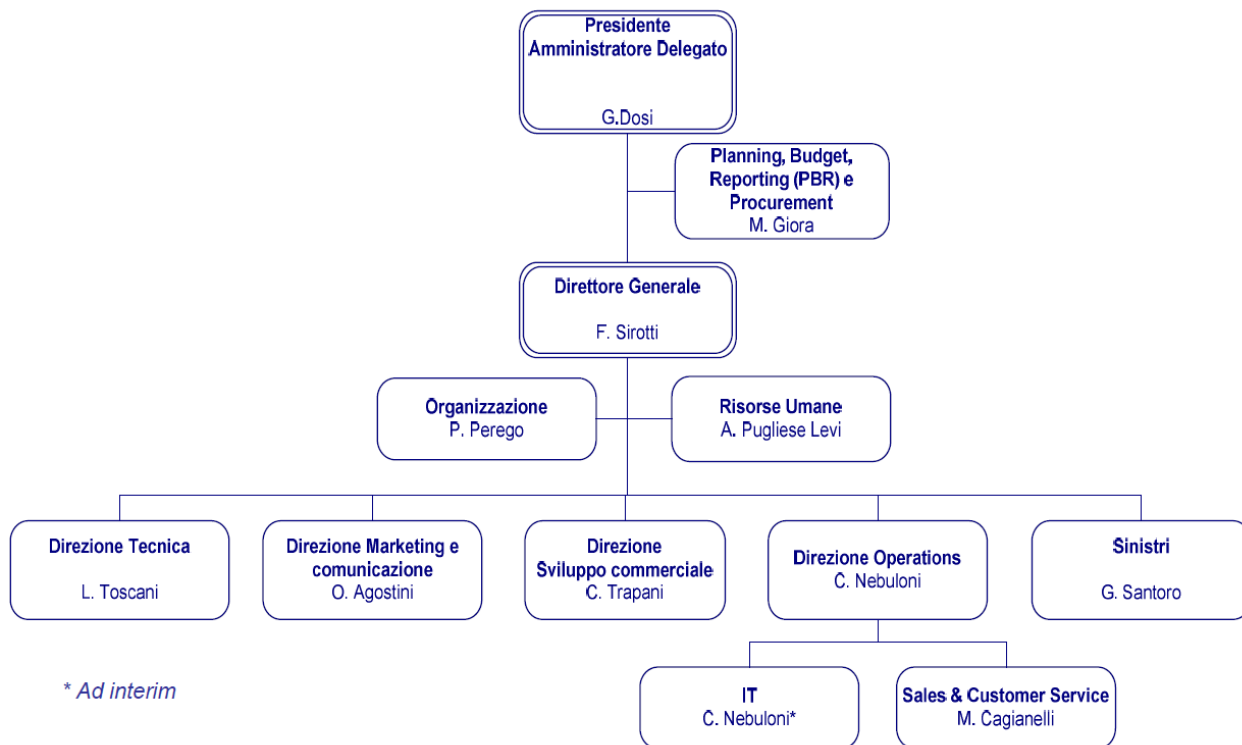 Presidente
Amministratore Delegato
G.Dosi
Planning, Budget,
Reporting (PBR) e
Procurement
M. Giora
Direttore Generale
F. Sirotti
Organizzazione
P. Perego
Risorse Umane
A. Pugliese Levi
Direzione Tecnica
L. Toscani
Direzione Marketing e
comunicazione
O. Agostini
Direzione
Sviluppo commerciale
C. Trapani
Direzione Operations
C. Nebuloni
Sinistri
G. Santoro
IT
C. Nebuloni*
Sales & Customer Service
M. Cagianelli
* Ad interim